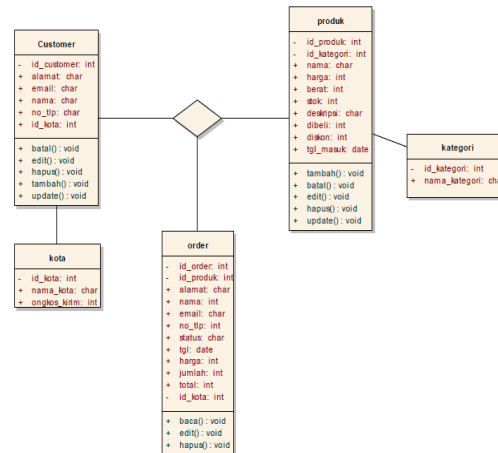 Customer
- id_customer: int
+ alamat: char
+ email: char
+ nama: char
+ no_tlp: char
+ id_kota: int
+ batal() : void
+ edit() : void
+ hapus() : void
+ tambah() : void
+ update() : void
produk
- id_produk: int
- id_kategori: int
+ nama: char
+ harga: int
+ berat: int
+ stok: int
+ deskripsi: char
+ dibeli: int
+ diskon: int
+ tgl_masuk: date
+ tambah() : void
+ batal() : void
+ edit() : void
+ hapus() : void
+ update() : void
kategori
- id_kategori: int
+ nama_kategori: cha
kota
- id_kota: int
+ nama_kota: char
+ ongkos_kirim: int
order
- id_order: int
- id_produk: int
+ alamat: char
+ nama: int
+ email: char
+ no_tlp: int
+ status: char
+ tgl: date
+ harga: int
+ jumlah: int
+ total: int
- id_kota: int
+ baca() : void
+ edit() : void
+ hapus() : void